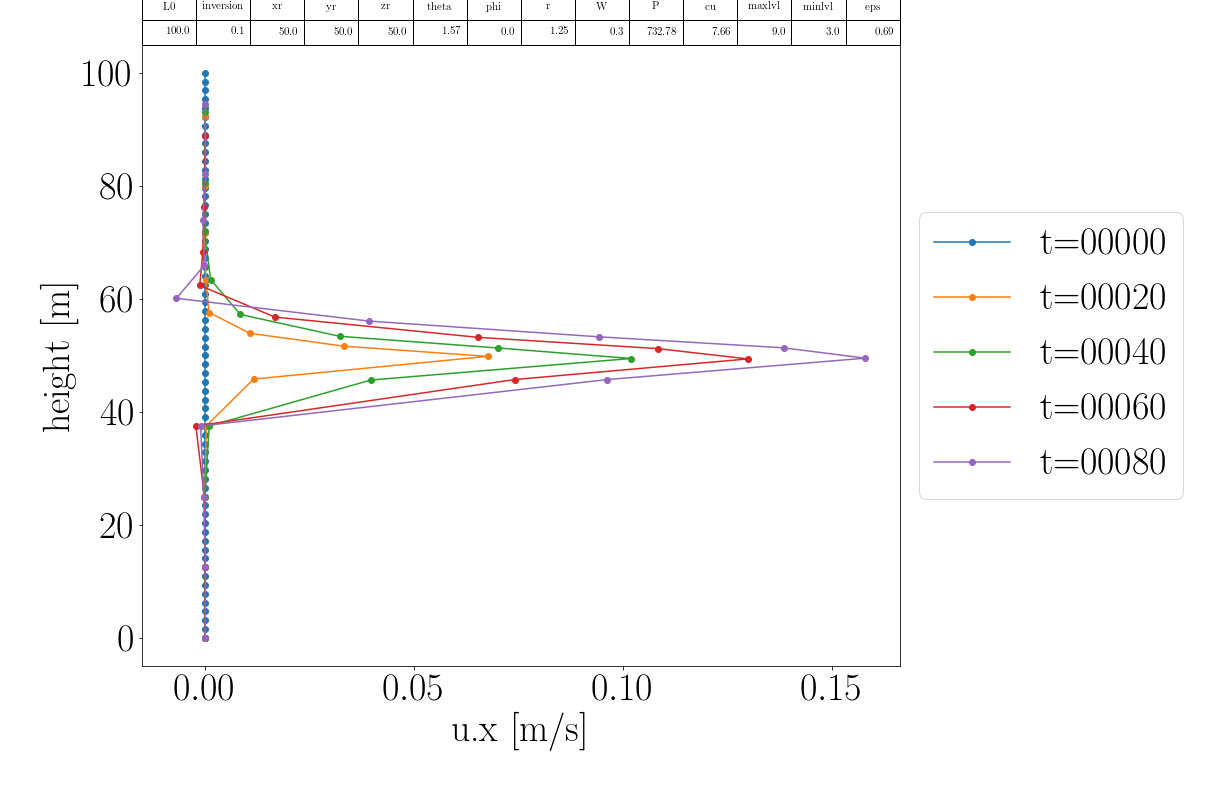 L0 inversion xr yr zr theta phi r W P cu maxlvl minlvl eps
100.0 0.1 50.0 50.0 50.0 1.57 0.0 1.25 0.3 732.78 7.66 9.0 3.0 0.69
100
80
60
40
20
0
height [m]
0.00 0.05 0.10 0.15
u.x [m/s]
t=00000
t=00020
t=00040
t=00060
t=00080